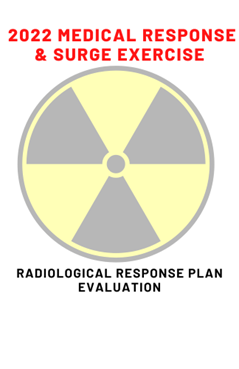 2022 MEDICAL RESPONSE
& SURGE EXERCISE
RADIOLOGICAL RESPONSE PLAN
EVALUATION